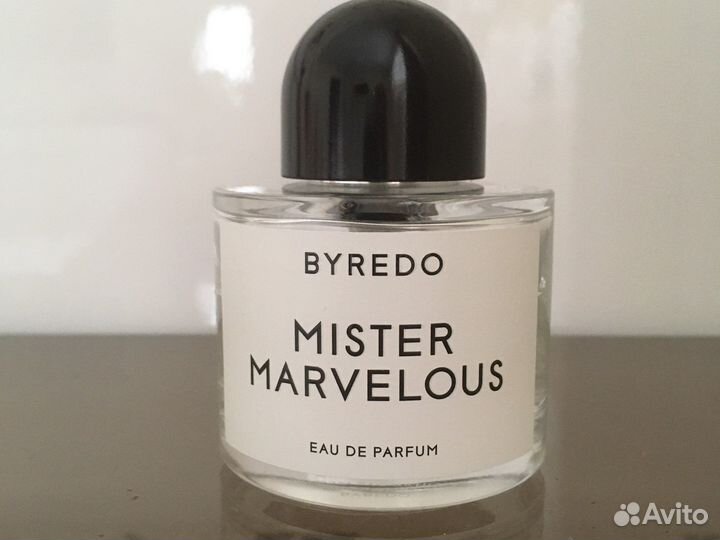 BYREDO
MISTER
MARVELOUS
EAU DE PARFUM
Avito